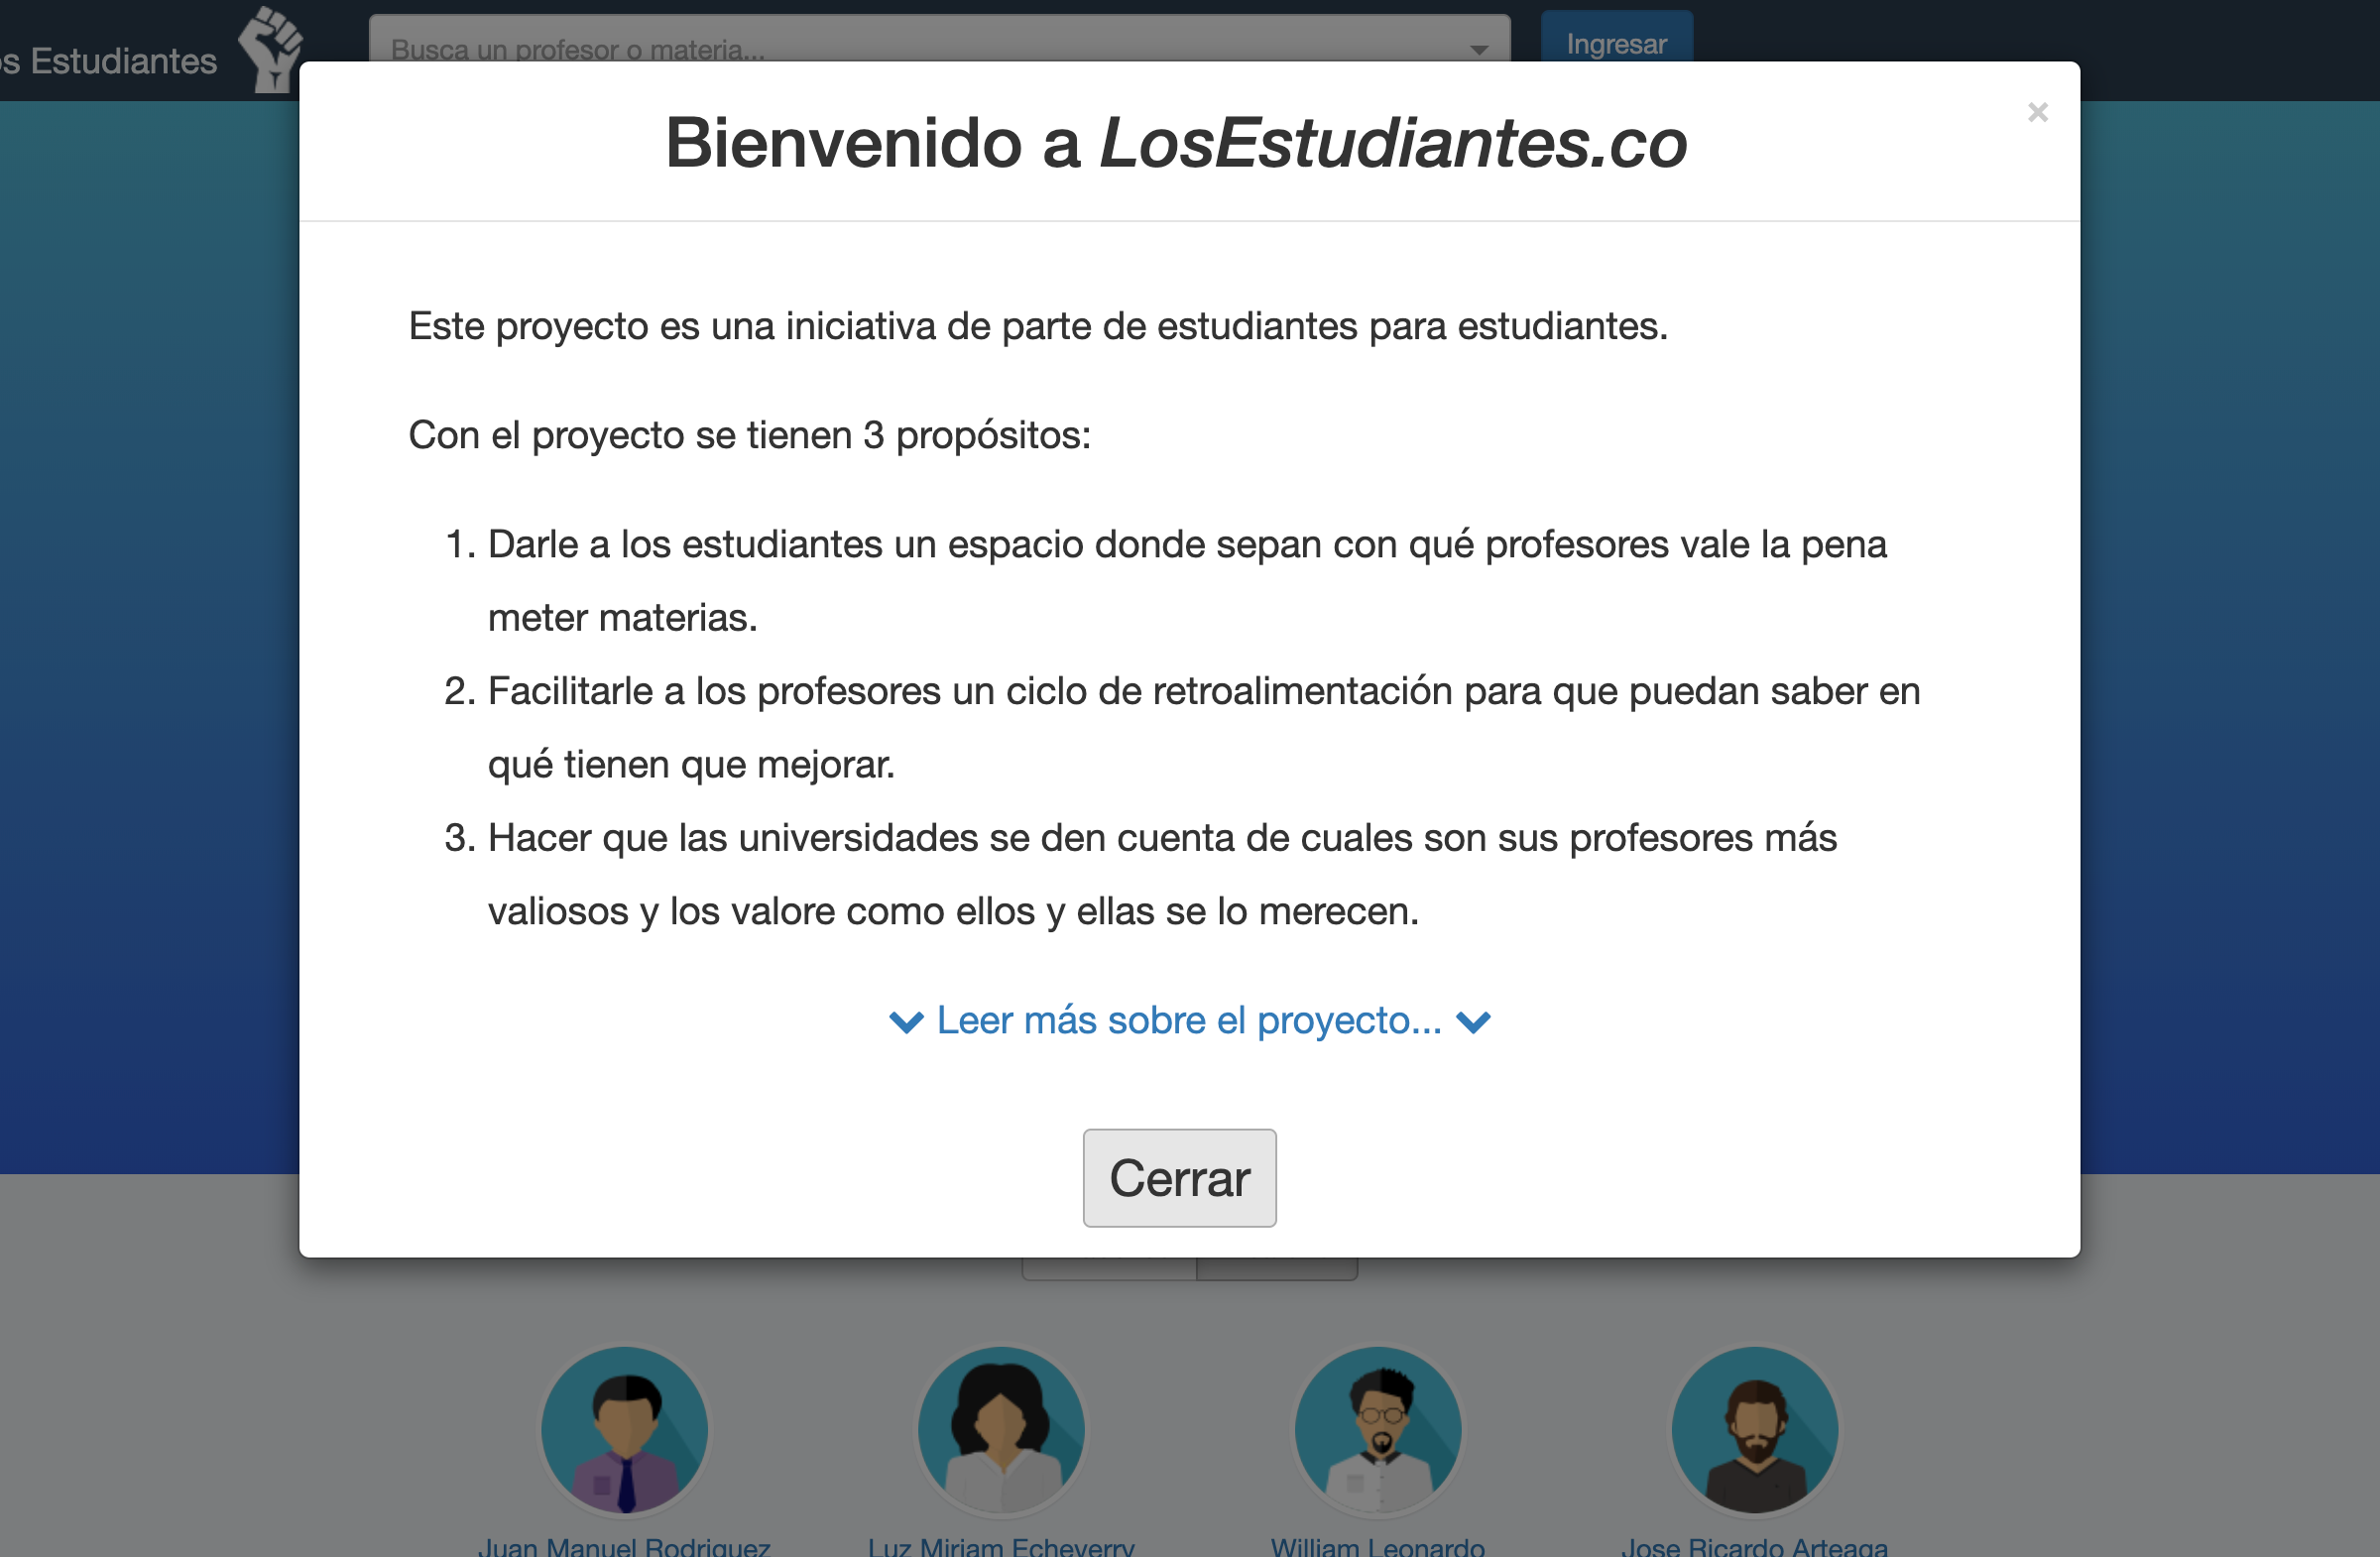 s Estudiantes
Busca un profesor o materia...
Ingresar
×
Bienvenido a LosEstudiantes.co
Este proyecto es una iniciativa de parte de estudiantes para estudiantes.
Con el proyecto se tienen 3 propósitos:
1. Darle a los estudiantes un espacio donde sepan con qué profesores vale la pena
meter materias.
2. Facilitarle a los profesores un ciclo de retroalimentación para que puedan saber en
qué tienen que mejorar.
3. Hacer que las universidades se den cuenta de cuales son sus profesores más
valiosos y los valore como ellos y ellas se lo merecen.
Leer más sobre el proyecto...
Cerrar
Juan Manuel Rodriguez
Luz Miriam Echeverry
William Leonardo
Jose Ricardo Arteaga